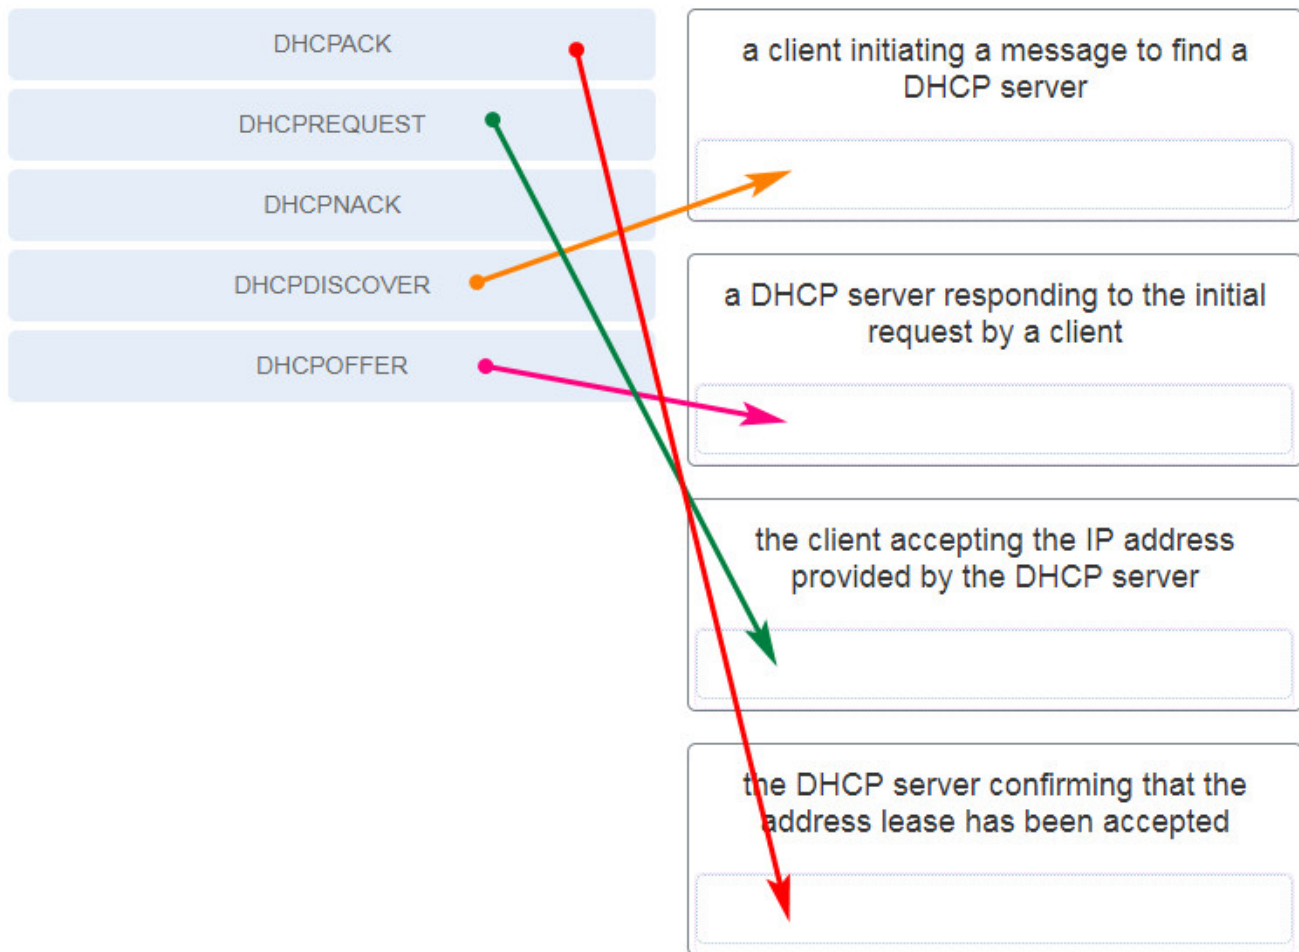 DHCPACK
DHCPREQUEST
DHCPNACK
DHCPDISCOVER
DHCPOFFER
a client initiating a message to find a
DHCP server
a DHCP server responding to the initial
request by a client
the client accepting the IP address
provided by the DHCP server
the DHCP server confirming that the
address lease has been accepted